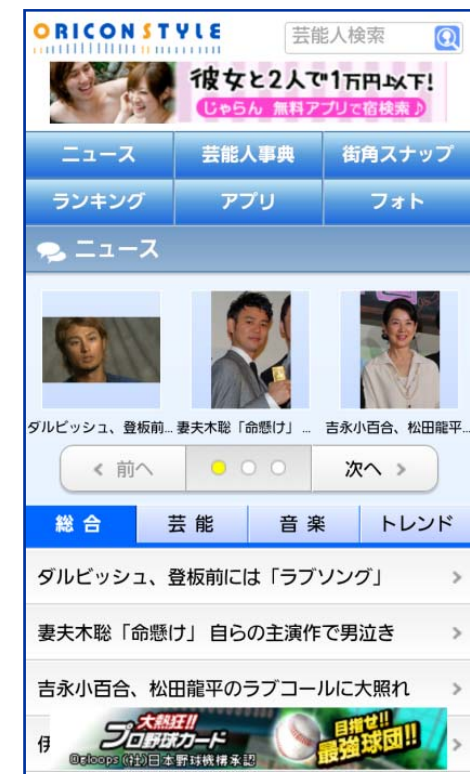 ORICON STYLE
芸能人検索
彼女と2人で1万円以下!
じゃらん 無料アプリで宿検索♪
ニュース 芸能人事典 街角スナップ
ランキング アプリ フォト
ニュース
ダルビッシュ、登板前... 妻夫木聡「命懸け」 ... 吉永小百合、松田龍平...
< 前へ 次へ >
総合 芸能 音楽 トレンド
ダルビッシュ、登板前には「ラブソング」 >
妻夫木聡「命懸け」 自らの主演作で男泣き >
吉永小百合、松田龍平のラブコールに大照れ >
伊 >
大熱狂!!
プロ野球カード
©gloops (社)日本野球機構承認
目指せ!!
最強球団!!